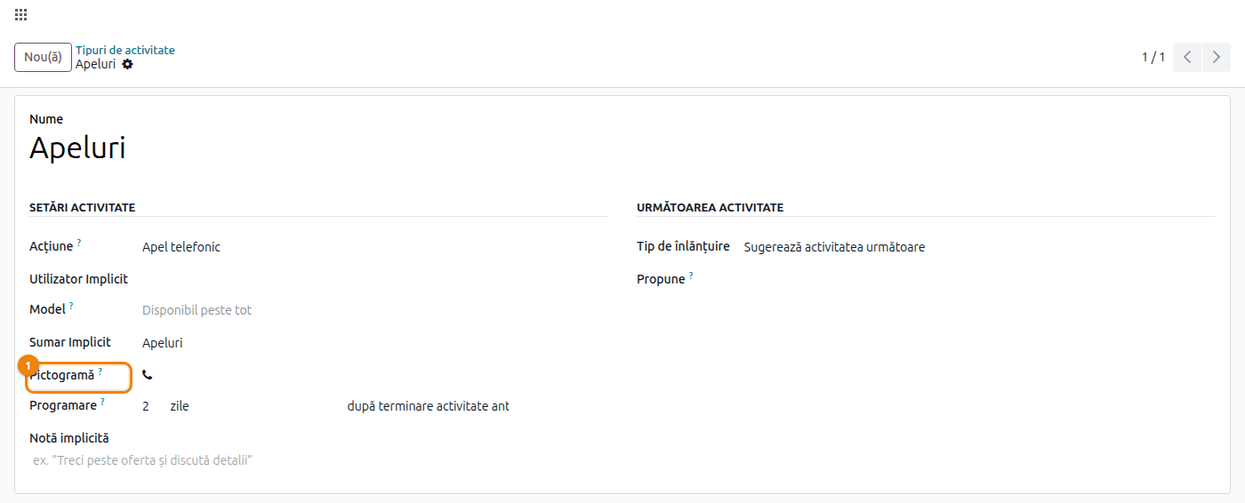 Nou(ă) Tipuri de activitate
Apeluri
1 / 1
Nume
Apeluri
SETĂRI ACTIVITATE
Acțiune ? Apel telefonic
Utilizator Implicit
Model ? Disponibil peste tot
Sumar Implicit Apeluri
1
Pictogramă ?
Programare ? 2 zile după terminare activitate ant
Notă implicită
ex. "Treci peste oferta și discută detalii"
URMĂTOAREA ACTIVITATE
Tip de înlănțuire Sugerează activitatea următoare
Propune ?